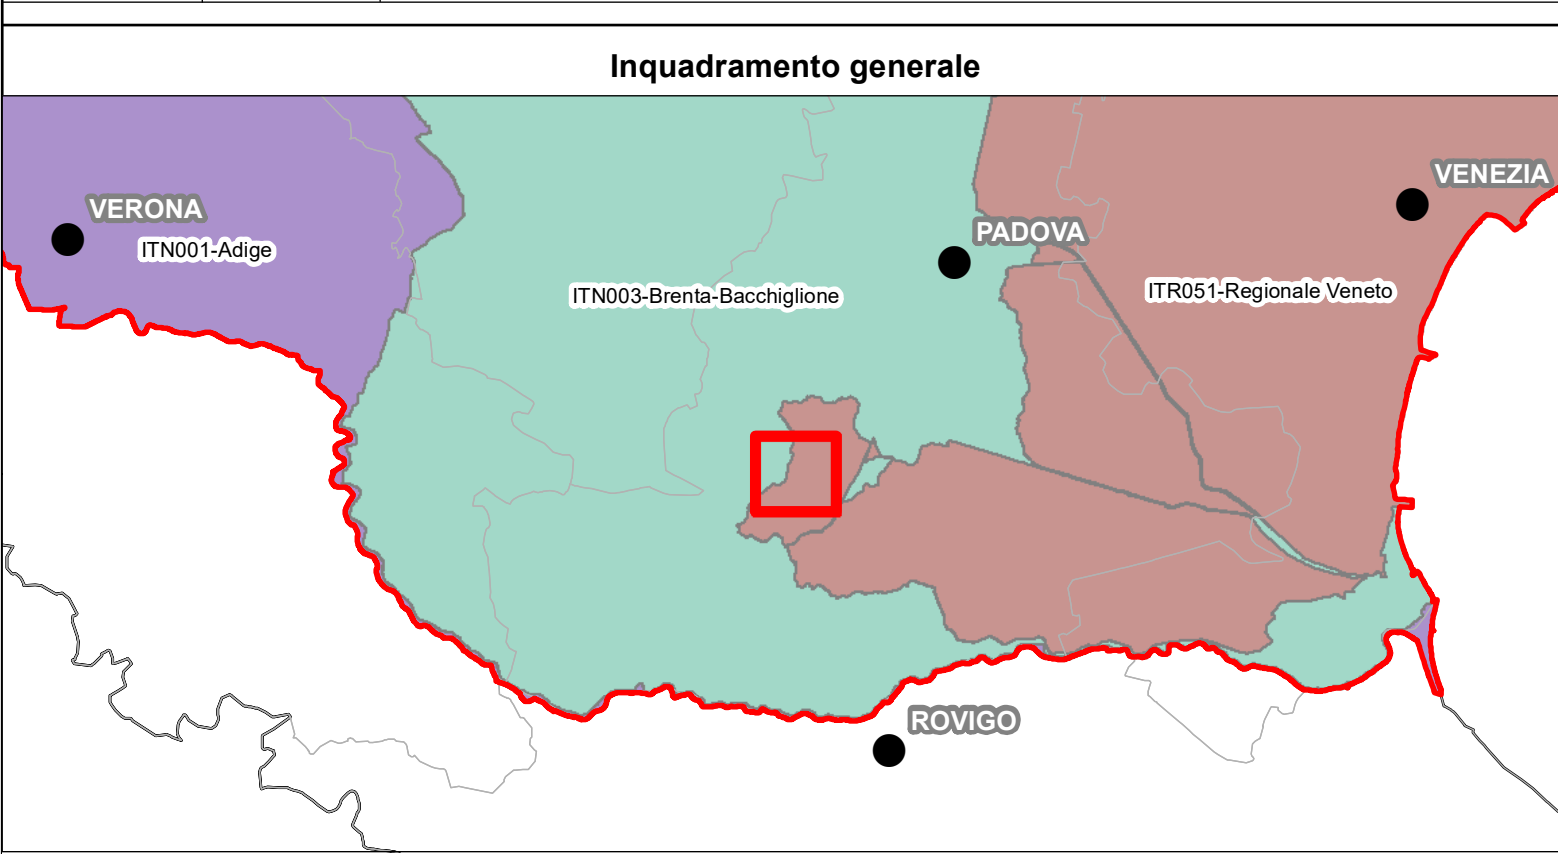 Inquadramento generale
VENEZIA
VERONA
PADOVA
ITN001-Adige
ITR051-Regionale Veneto
ITN003-Brenta-Bacchiglione
ROVIGO